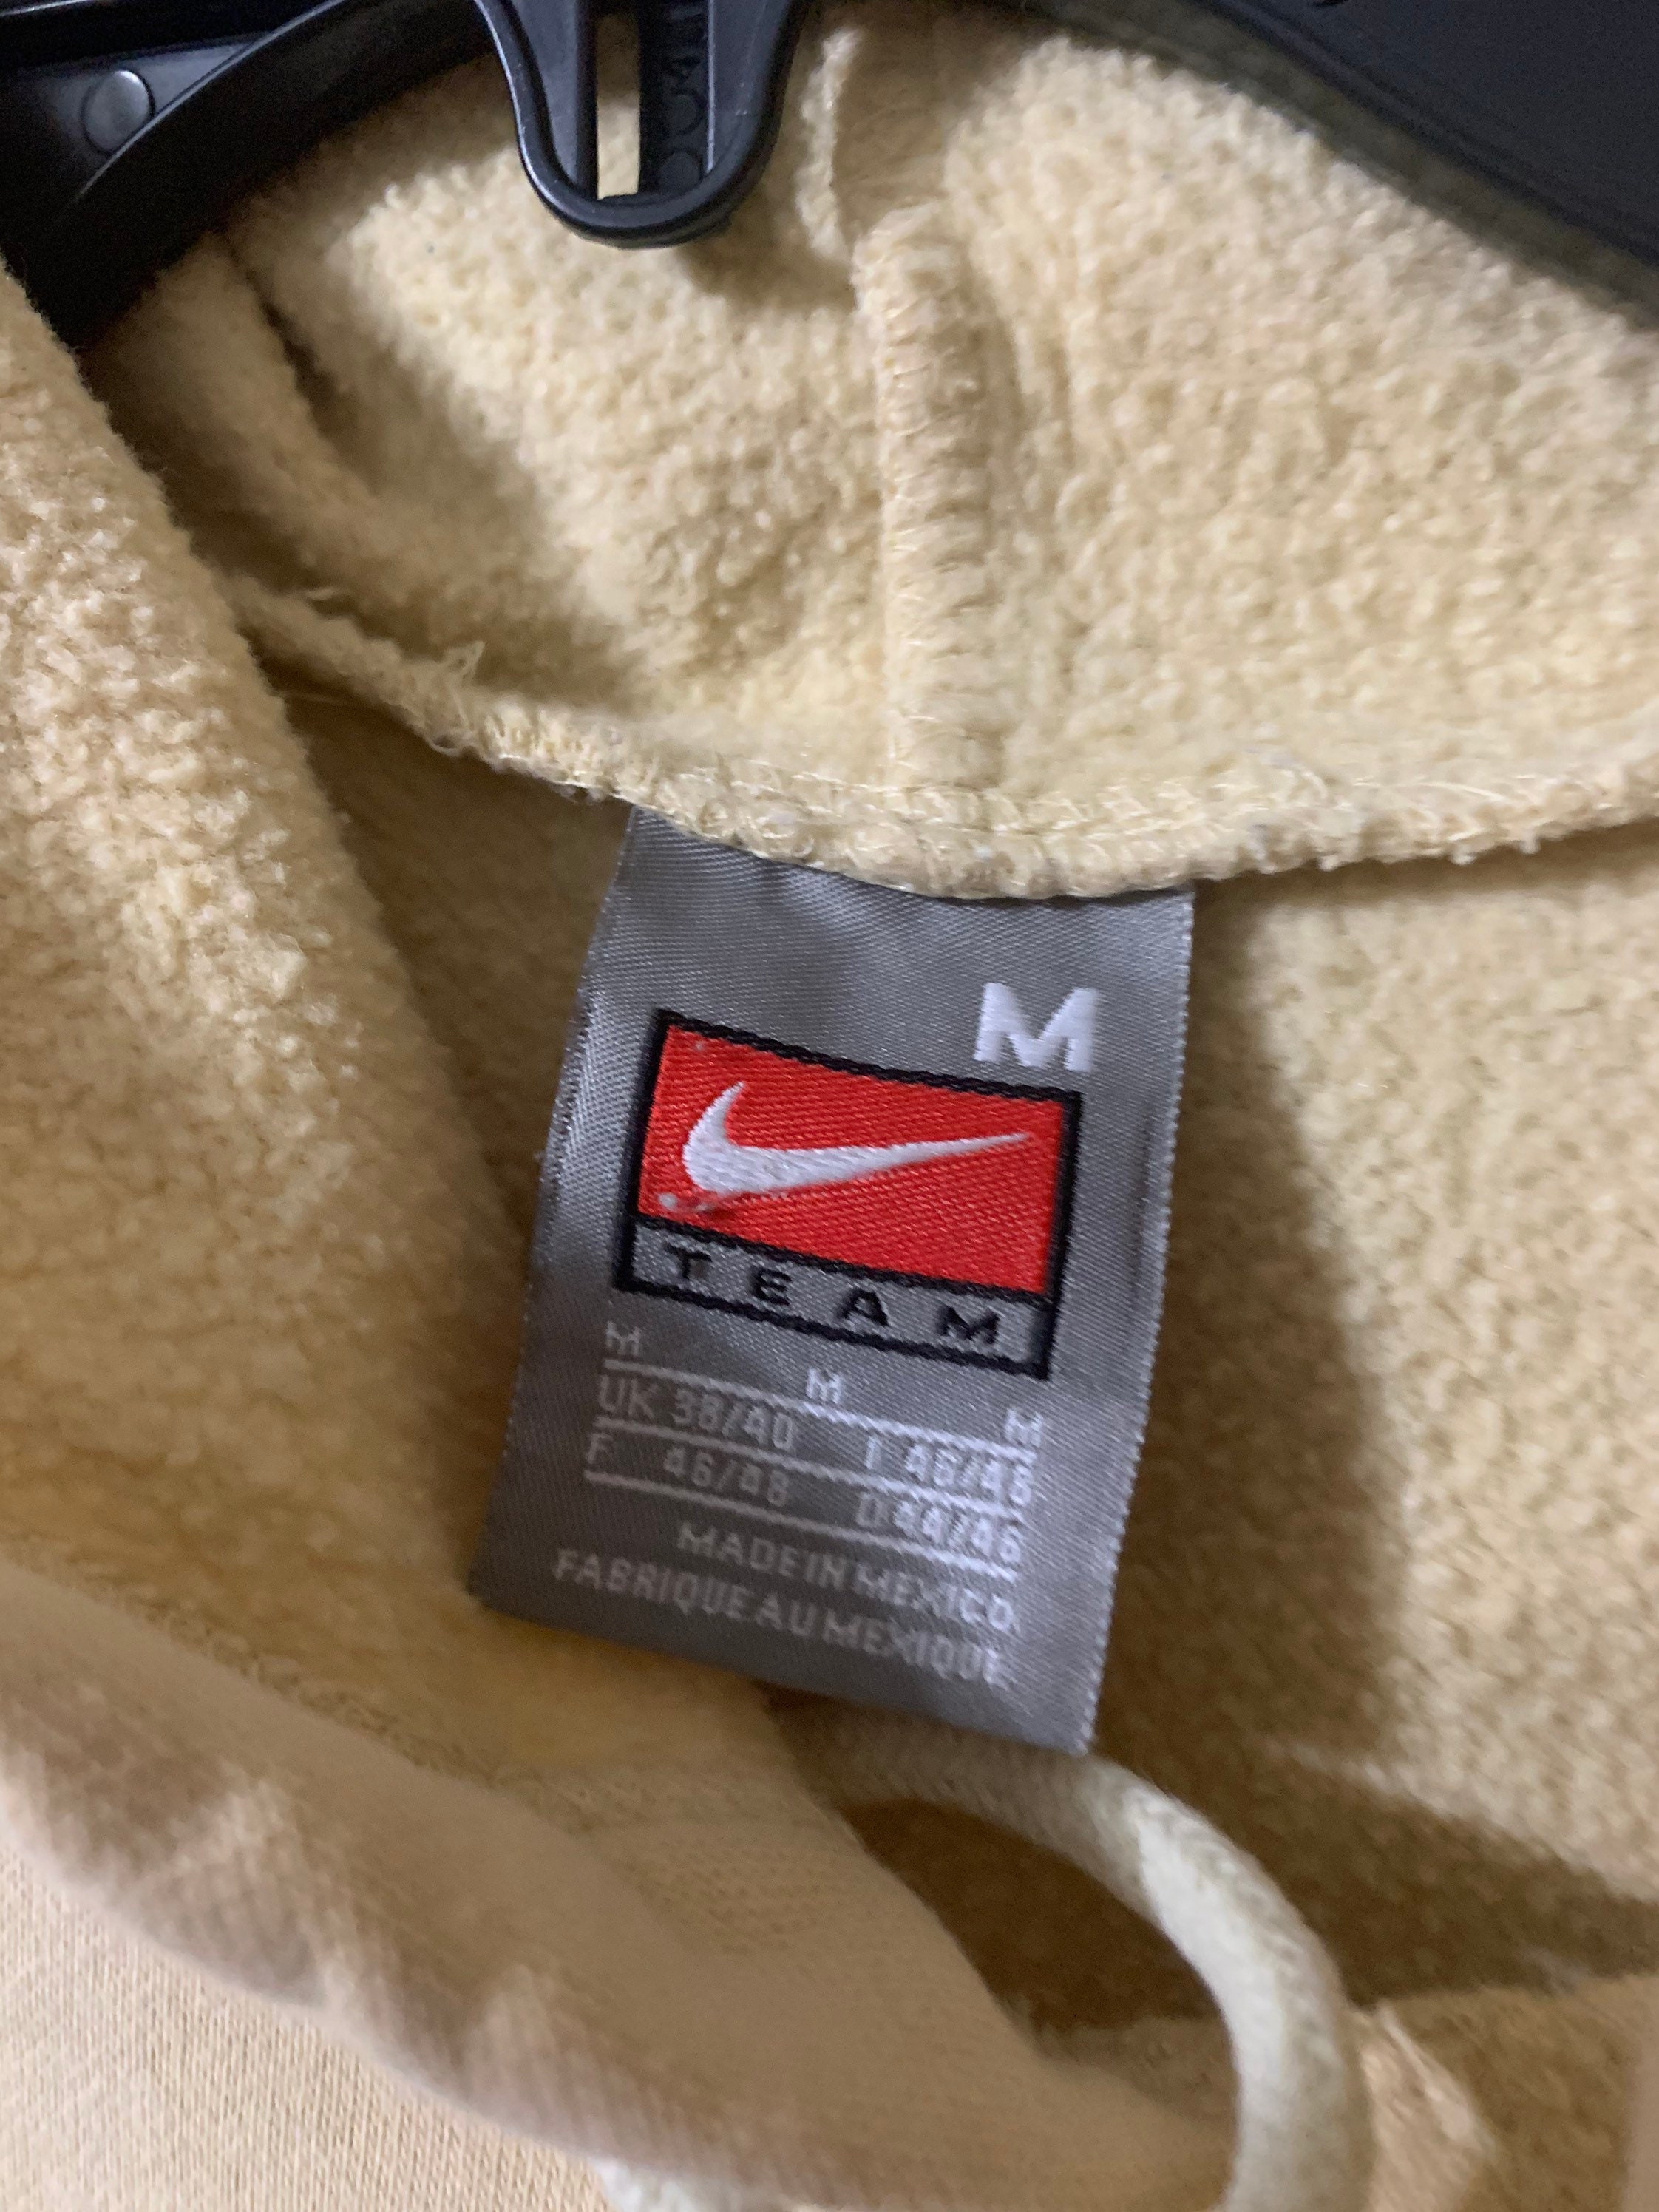 M
TEAM
M M M
UK 38/40 I 46/48
F 46/48 D 44/46
MADE IN MEXICO
FABRIQUE AU MEXIQUE